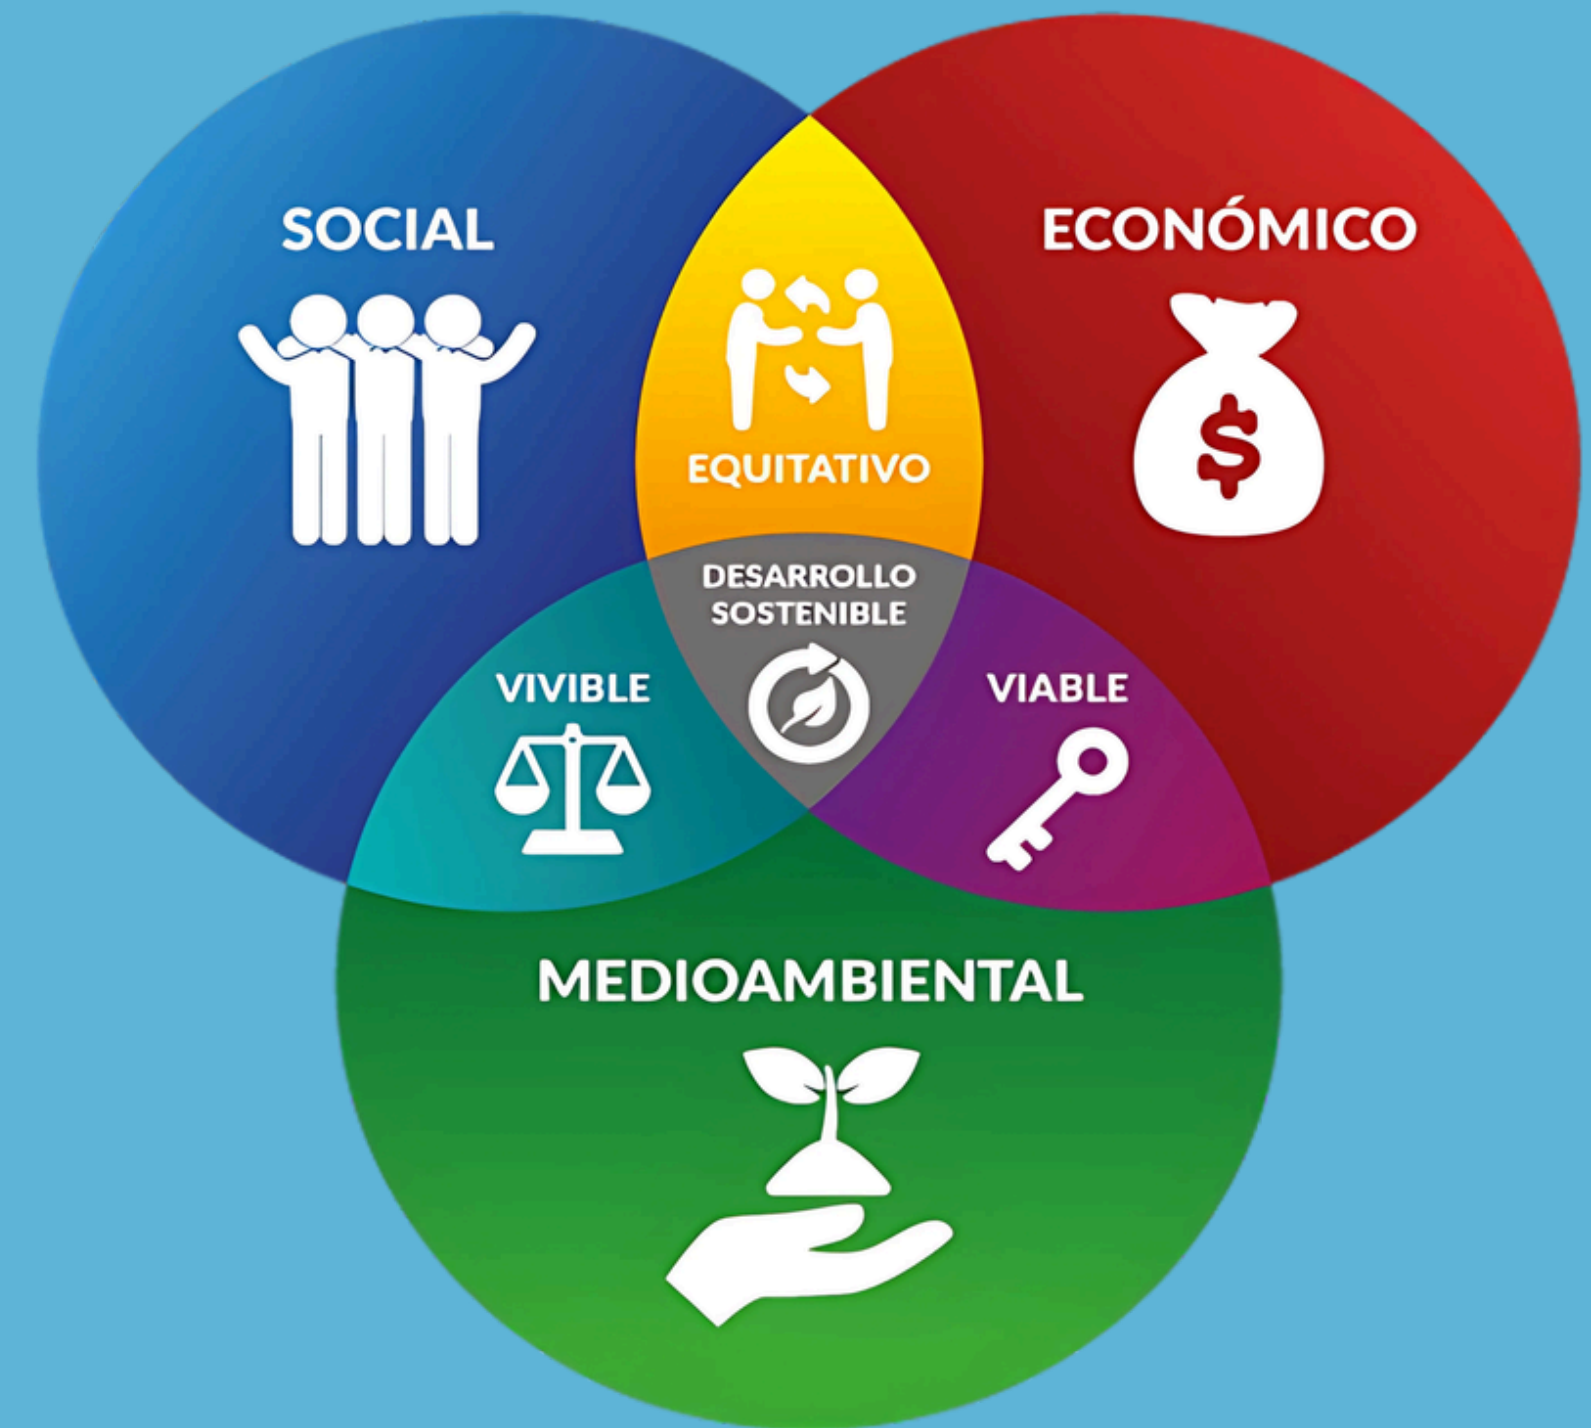 SOCIAL
ECONÓMICO
$
EQUITATIVO
DESARROLLO
SOSTENIBLE
VIVIBLE
VIABLE
MEDIOAMBIENTAL